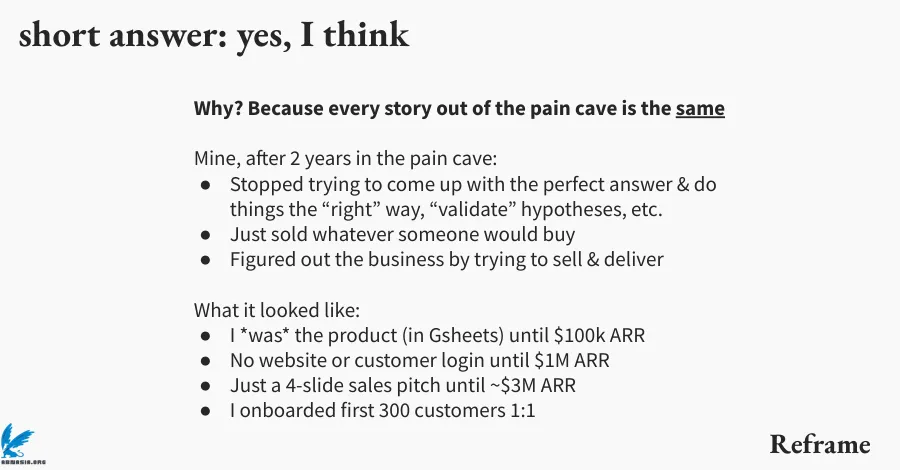 short answer: yes, I think
Why? Because every story out of the pain cave is the same
Mine, after 2 years in the pain cave:
● Stopped trying to come up with the perfect answer & do
things the “right” way, “validate” hypotheses, etc.
● Just sold whatever someone would buy
● Figured out the business by trying to sell & deliver
What it looked like:
● I *was* the product (in Gsheets) until $100k ARR
● No website or customer login until $1M ARR
● Just a 4-slide sales pitch until ~$3M ARR
● I onboarded first 300 customers 1:1
Reframe